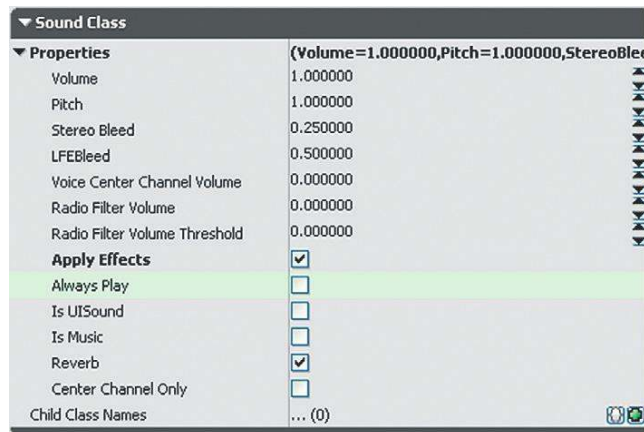 Sound Class
Properties (Volume=1.000000,Pitch=1.000000,StereoBlee
Volume 1.000000
Pitch 1.000000
Stereo Bleed 0.250000
LFEBleed 0.500000
Voice Center Channel Volume 0.000000
Radio Filter Volume 0.000000
Radio Filter Volume Threshold 0.000000
Apply Effects
Always Play
Is UISound
Is Music
Reverb
Center Channel Only
Child Class Names ... (0)